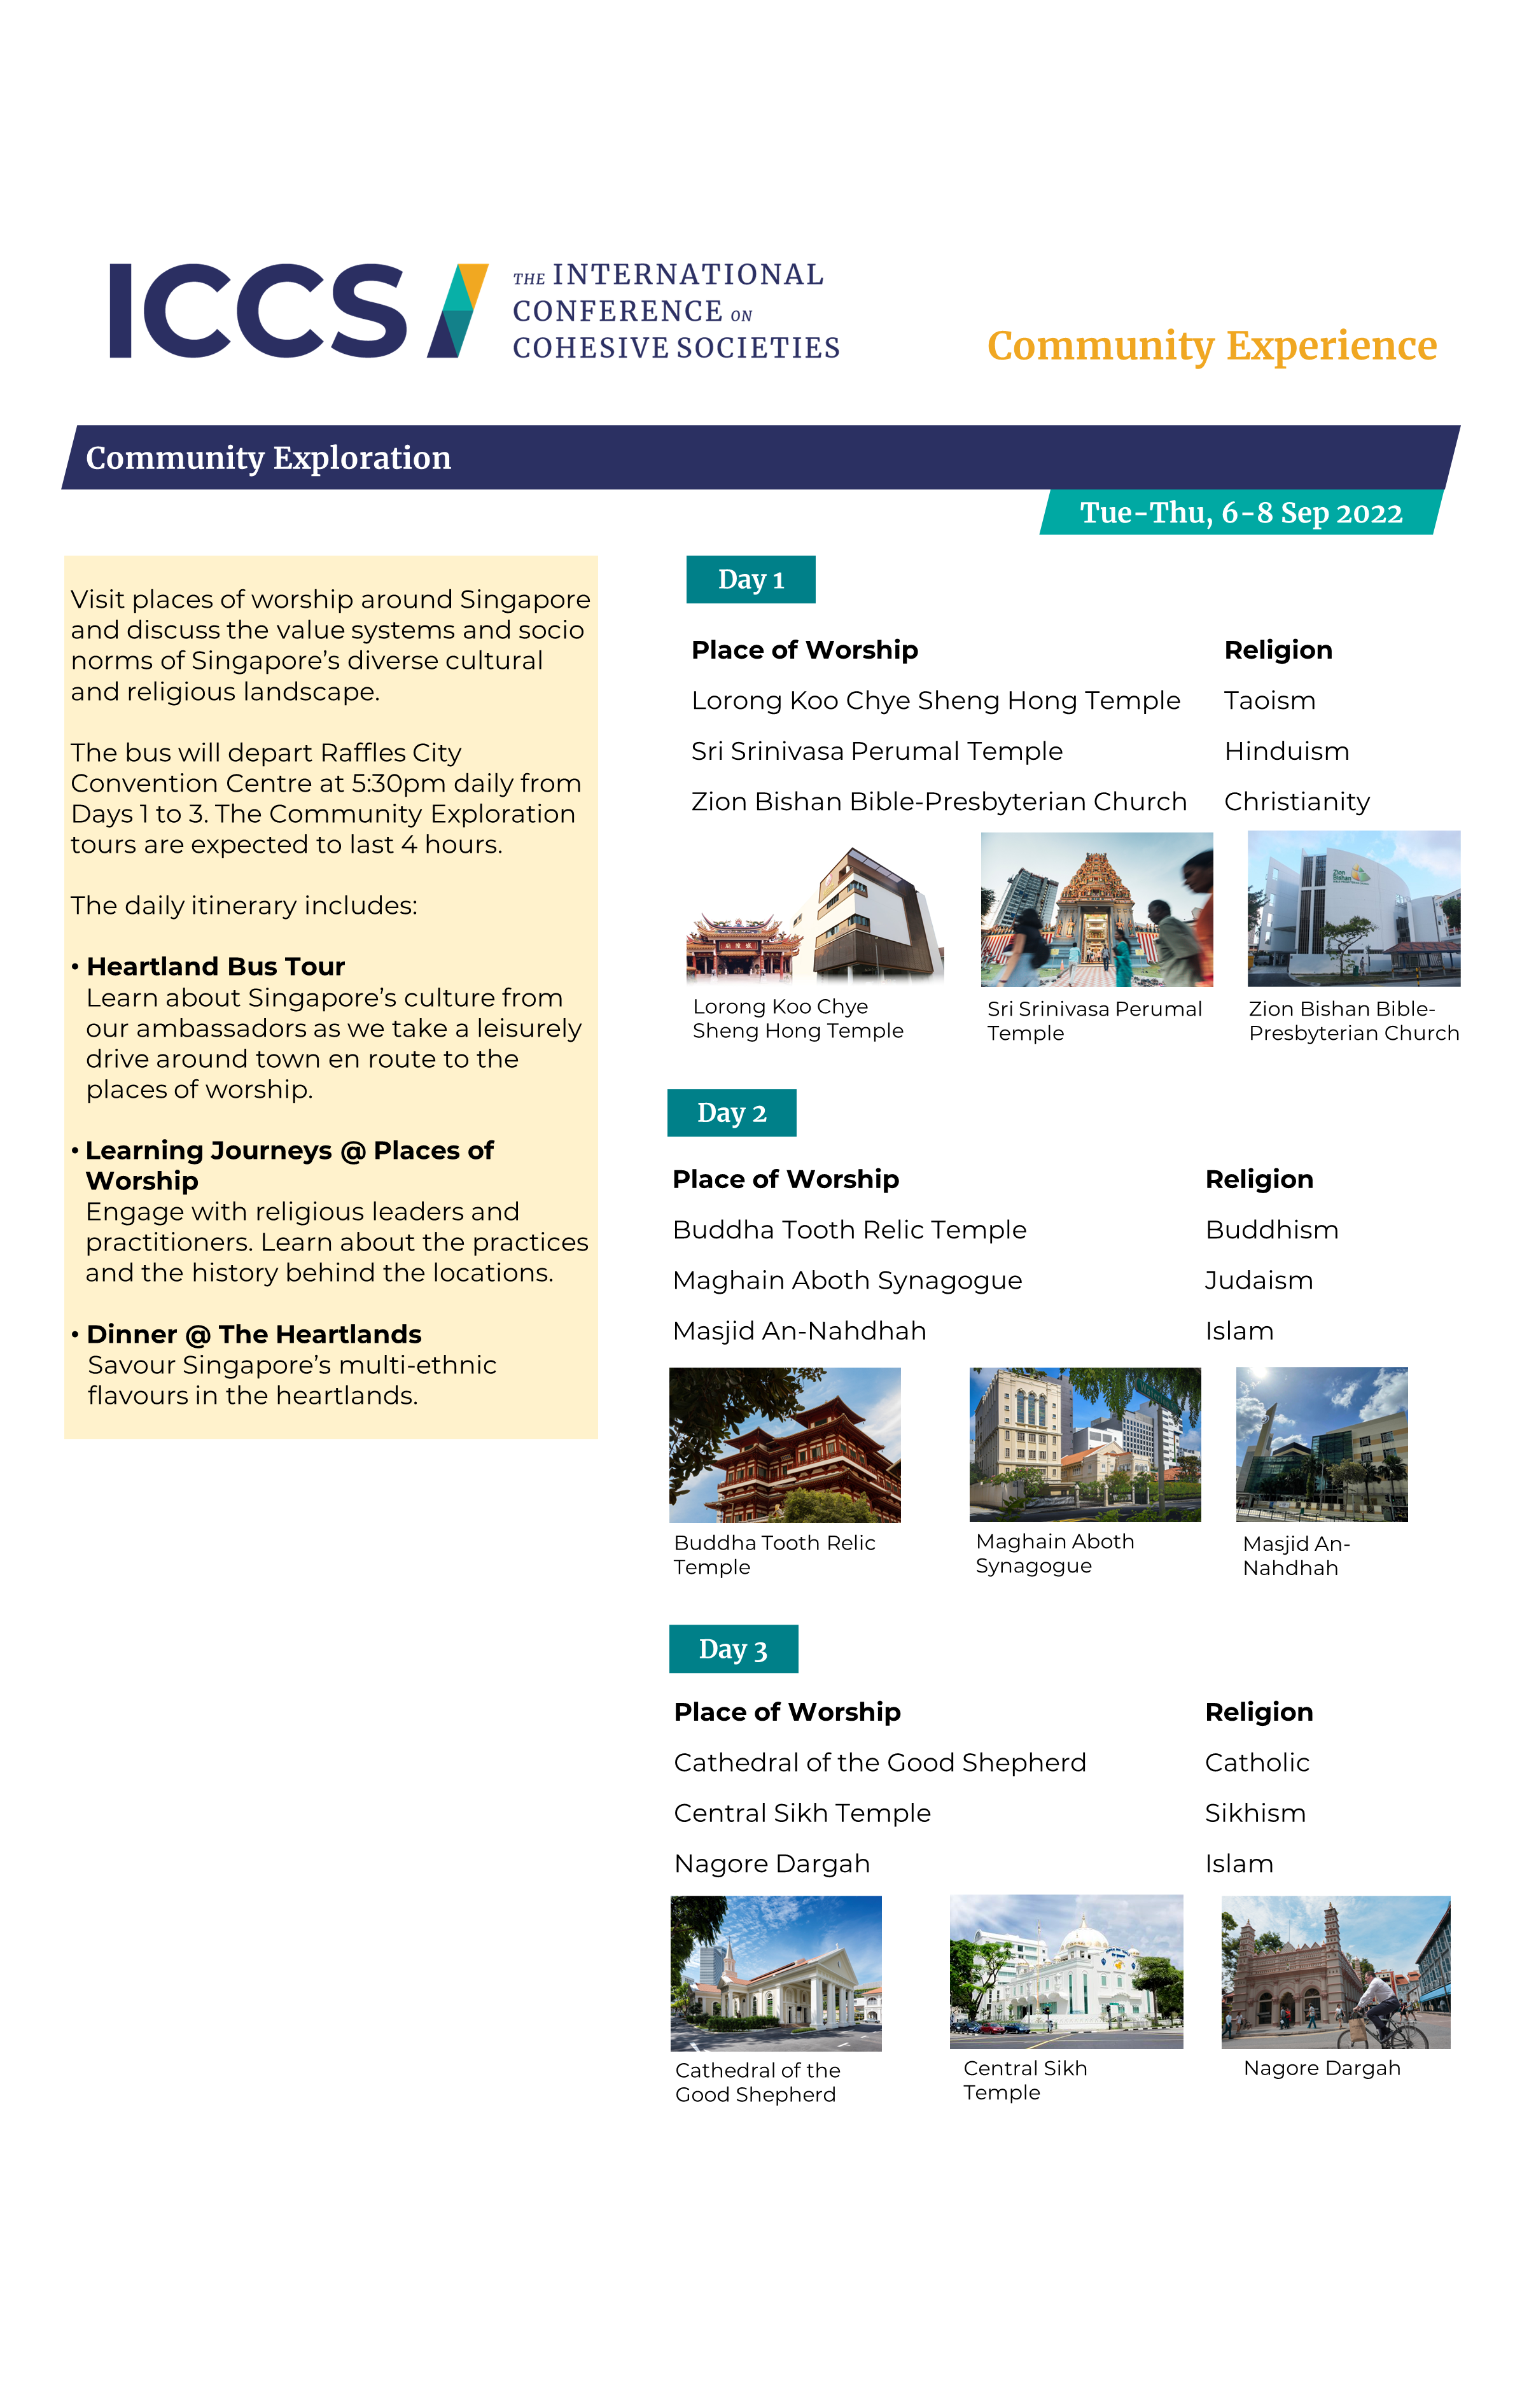 ICCS
THE INTERNATIONAL
CONFERENCE ON
COHESIVE SOCIETIES
Community Experience
Community Exploration
Tue-Thu, 6-8 Sep 2022
Visit places of worship around Singapore
and discuss the value systems and socio
norms of Singapore’s diverse cultural
and religious landscape.
The bus will depart Raffles City
Convention Centre at 5:30pm daily from
Days 1 to 3. The Community Exploration
tours are expected to last 4 hours.
The daily itinerary includes:
• Heartland Bus Tour
Learn about Singapore’s culture from
our ambassadors as we take a leisurely
drive around town en route to the
places of worship.
• Learning Journeys @ Places of
Worship
Engage with religious leaders and
practitioners. Learn about the practices
and the history behind the locations.
• Dinner @ The Heartlands
Savour Singapore’s multi-ethnic
flavours in the heartlands.
Day 1
Place of Worship Religion
Lorong Koo Chye Sheng Hong Temple Taoism
Sri Srinivasa Perumal Temple Hinduism
Zion Bishan Bible-Presbyterian Church Christianity
Zion
Bishan
Lorong Koo Chye
Sheng Hong Temple
Sri Srinivasa Perumal
Temple
Zion Bishan Bible-
Presbyterian Church
Day 2
Place of Worship Religion
Buddha Tooth Relic Temple Buddhism
Maghain Aboth Synagogue Judaism
Masjid An-Nahdhah Islam
Buddha Tooth Relic
Temple
Maghain Aboth
Synagogue
Masjid An-
Nahdhah
Day 3
Place of Worship Religion
Cathedral of the Good Shepherd Catholic
Central Sikh Temple Sikhism
Nagore Dargah Islam
Cathedral of the
Good Shepherd
Central Sikh
Temple
Nagore Dargah